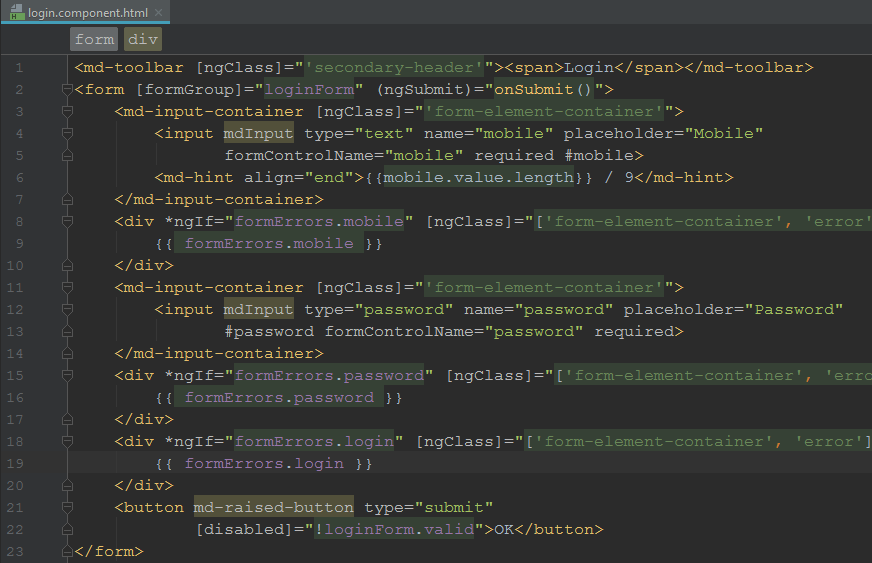 login.component.html
form div
1 <md-toolbar [ngClass]="'secondary-header'"><span>Login</span></md-toolbar>
2 <form [formGroup]="loginForm" (ngSubmit)="onSubmit()">
3 <md-input-container [ngClass]="'form-element-container'">
4 <input mdInput type="text" name="mobile" placeholder="Mobile"
5 formControlName="mobile" required #mobile>
6 <md-hint align="end">{{mobile.value.length}} / 9</md-hint>
7 </md-input-container>
8 <div *ngIf="formErrors.mobile" [ngClass]="['form-element-container', 'error'
9 {{ formErrors.mobile }}
10 </div>
11 <md-input-container [ngClass]="'form-element-container'">
12 <input mdInput type="password" name="password" placeholder="Password"
13 #password formControlName="password" required>
14 </md-input-container>
15 <div *ngIf="formErrors.password" [ngClass]="['form-element-container', 'erro
16 {{ formErrors.password }}
17 </div>
18 <div *ngIf="formErrors.login" [ngClass]="['form-element-container', 'error']
19 {{ formErrors.login }}
20 </div>
21 <button md-raised-button type="submit"
22 [disabled]="!loginForm.valid">OK</button>
23 </form>